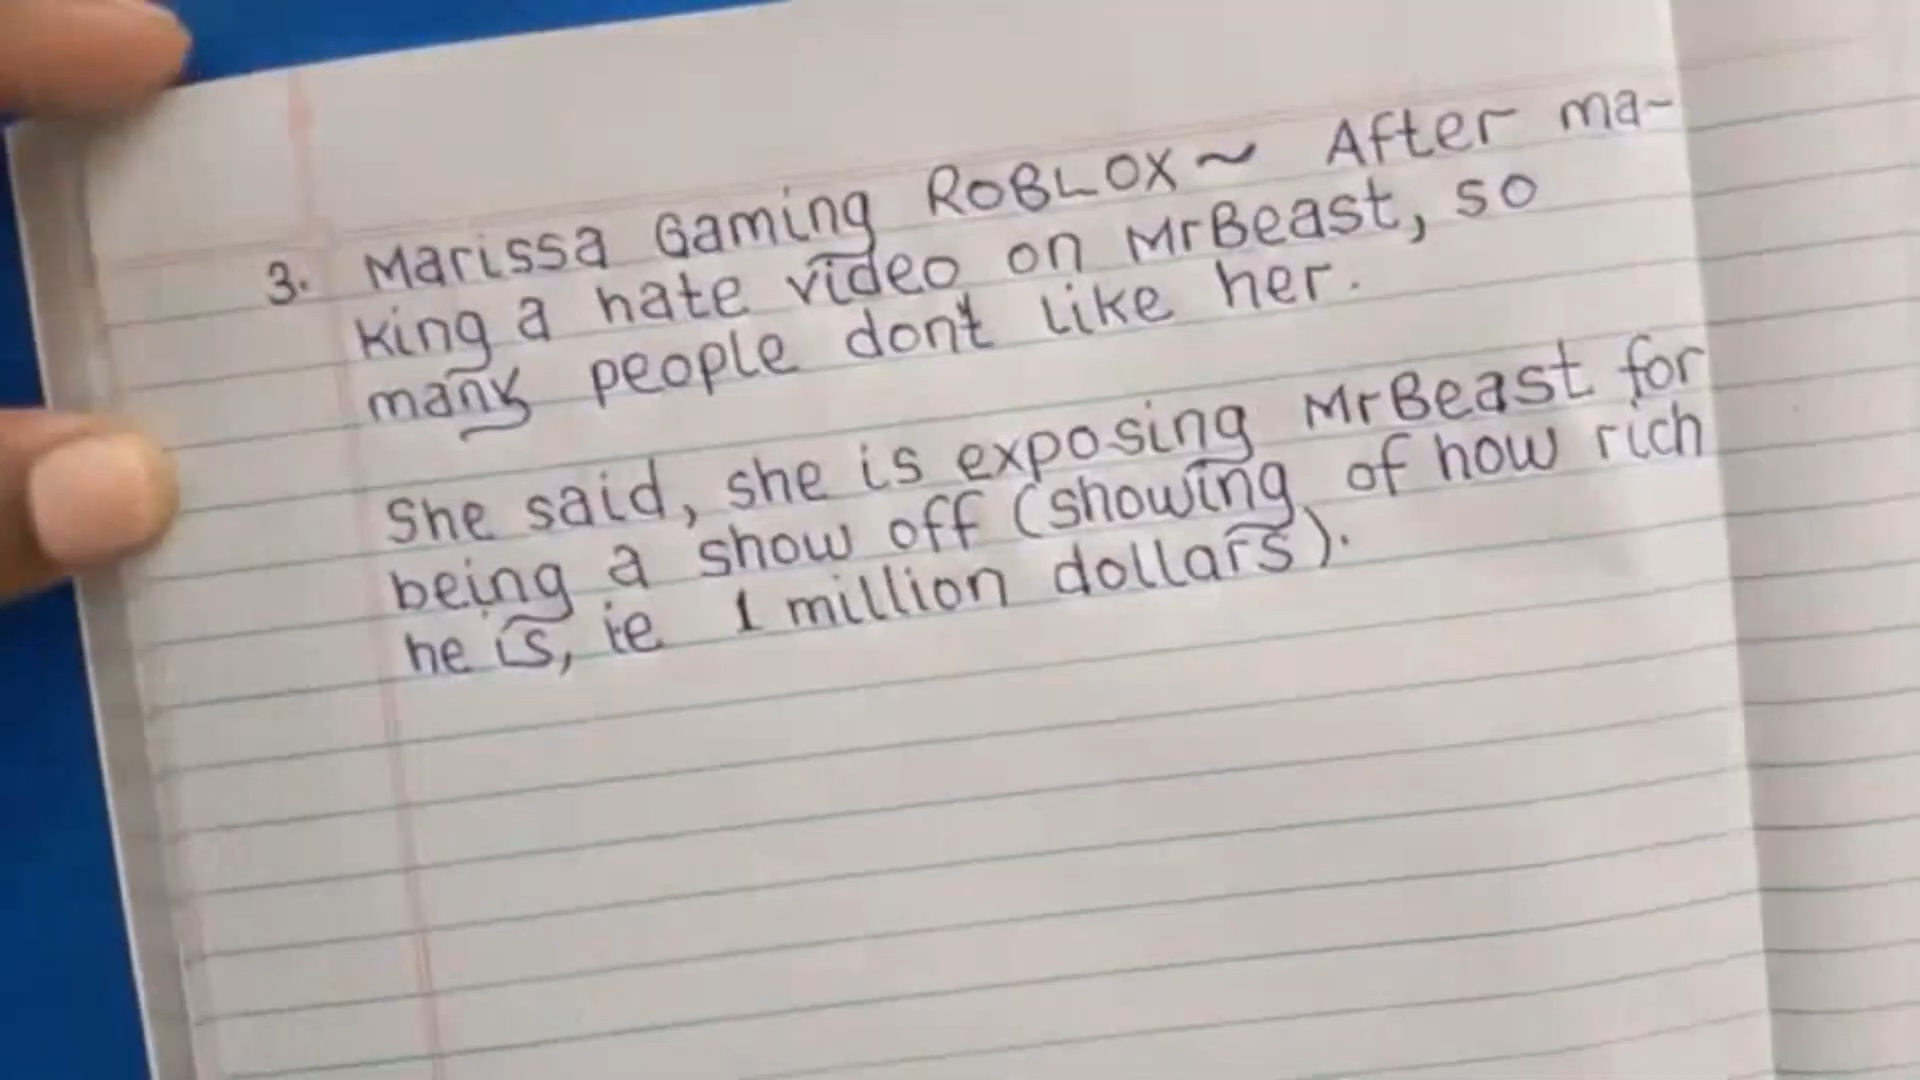 3. Marissa Gaming ROBLOX ~ After ma-
king a hate video on MrBeast, so
many people don't like her.
She said, she is exposing MrBeast for
being a show off (showing of how rich
he is, ie 1 million dollars).